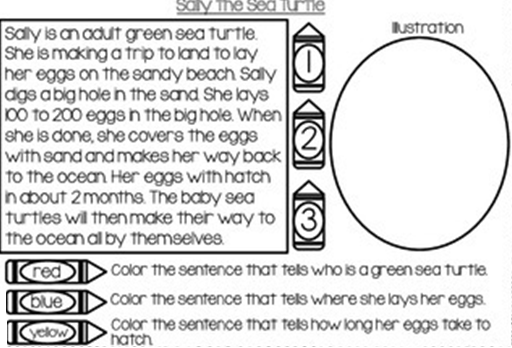 Sally the Sea Turtle
Sally is an adult green sea turtle.
She is making a trip to land to lay
her eggs on the sandy beach. Sally
digs a big hole in the sand. She lays
100 to 200 eggs in the big hole. When
she is done, she covers the eggs
with sand and makes her way back
to the ocean. Her eggs with hatch
in about 2 months. The baby sea
turtles will then make their way to
the ocean all by themselves.
1
2
3
Illustration
red Color the sentence that tells who is a green sea turtle.
blue Color the sentence that tells where she lays her eggs.
yellow Color the sentence that tells how long her eggs take to
hatch.